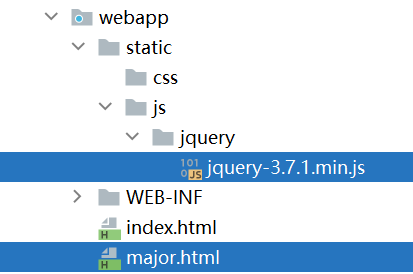 webapp
static
css
js
jquery
jquery-3.7.1.min.js
WEB-INF
index.html
major.html